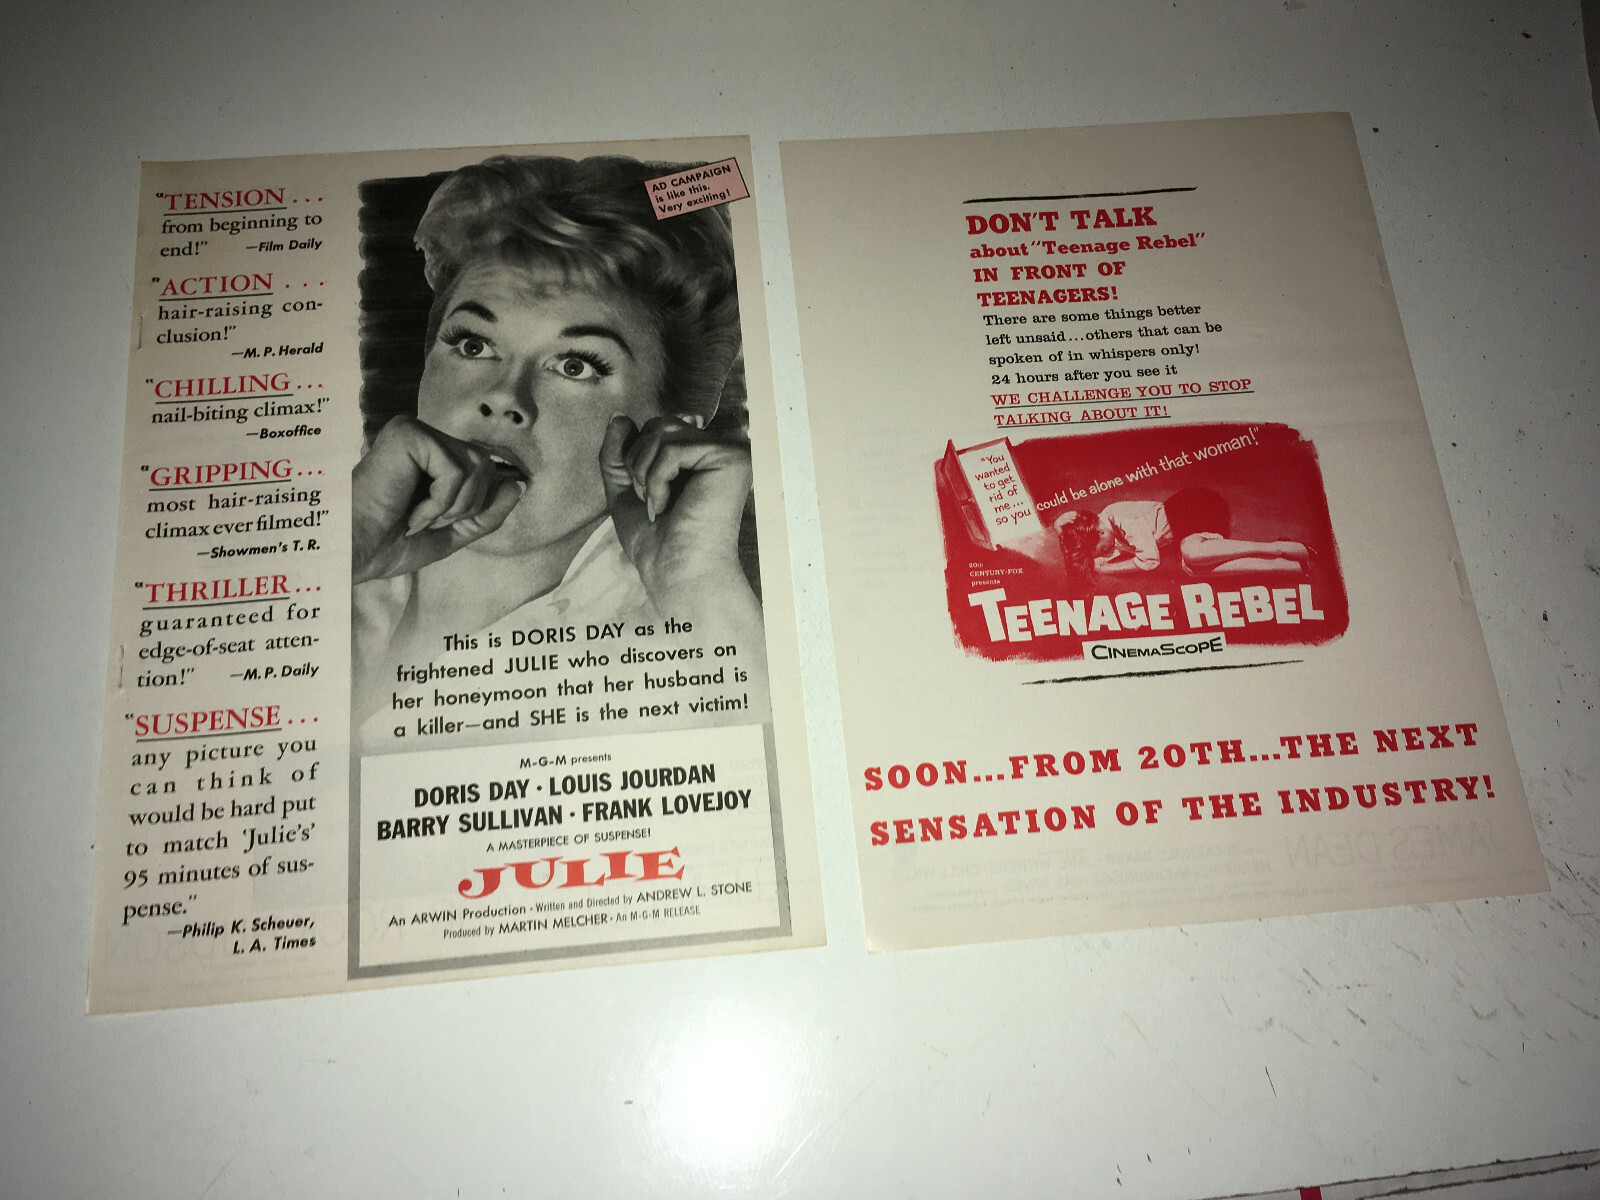 "TENSION...
from beginning to
end!" —Film Daily
"ACTION ...
hair-raising con-
clusion!"
—M. P. Herald
"CHILLING...
nail-biting climax!"
—Boxoffice
"GRIPPING...
most hair-raising
climax ever filmed!"
—Showmen's T. R.
"THRILLER...
guaranteed for
edge-of-seat atten-
tion!" —M.P. Daily
"SUSPENSE...
any picture you
can think of
would be hard put
to match 'Julie's'
95 minutes of sus-
pense."
—Philip K. Scheuer,
L. A. Times
AD CAMPAIGN
is like this.
Very exciting!
This is DORIS DAY as the
frightened JULIE who discovers on
her honeymoon that her husband is
a killer—and SHE is the next victim!
M-G-M presents
DORIS DAY · LOUIS JOURDAN
BARRY SULLIVAN · FRANK LOVEJOY
A MASTERPIECE OF SUSPENSE!
JULIE
An ARWIN Production · Written and Directed by ANDREW L. STONE
Produced by MARTIN MELCHER · An M-G-M RELEASE
DON'T TALK
about "Teenage Rebel"
IN FRONT OF
TEENAGERS!
There are some things better
left unsaid...others that can be
spoken of in whispers only!
24 hours after you see it
WE CHALLENGE YOU TO STOP
TALKING ABOUT IT!
"You
wanted
to get
rid of
me...
so you could be alone with that woman!"
20th
CENTURY-FOX
presents
TEENAGE REBEL
CINEMASCOPE
SOON...FROM 20TH...THE NEXT
SENSATION OF THE INDUSTRY!